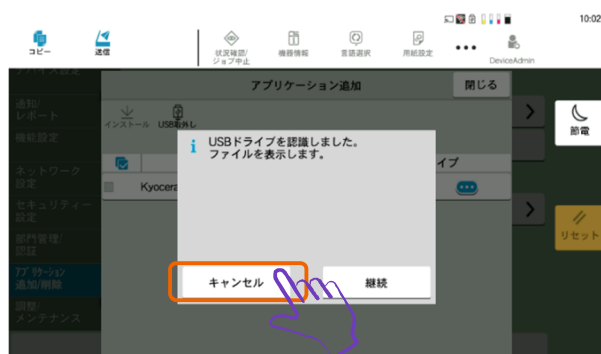 10:02
コピー
送信
状況確認/
ジョブ中止
機器情報
言語選択
用紙設定
DeviceAdmin
デバイス設定
通知/
レポート
機能設定
ネットワーク
設定
セキュリティー
設定
部門管理/
認証
アプリケーション
追加/削除
調整/
メンテナンス
アプリケーション追加
閉じる
インストール
USB取外し
Kyocera
イプ
USBドライブを認識しました。
ファイルを表示します。
キャンセル
継続
節電
リセット